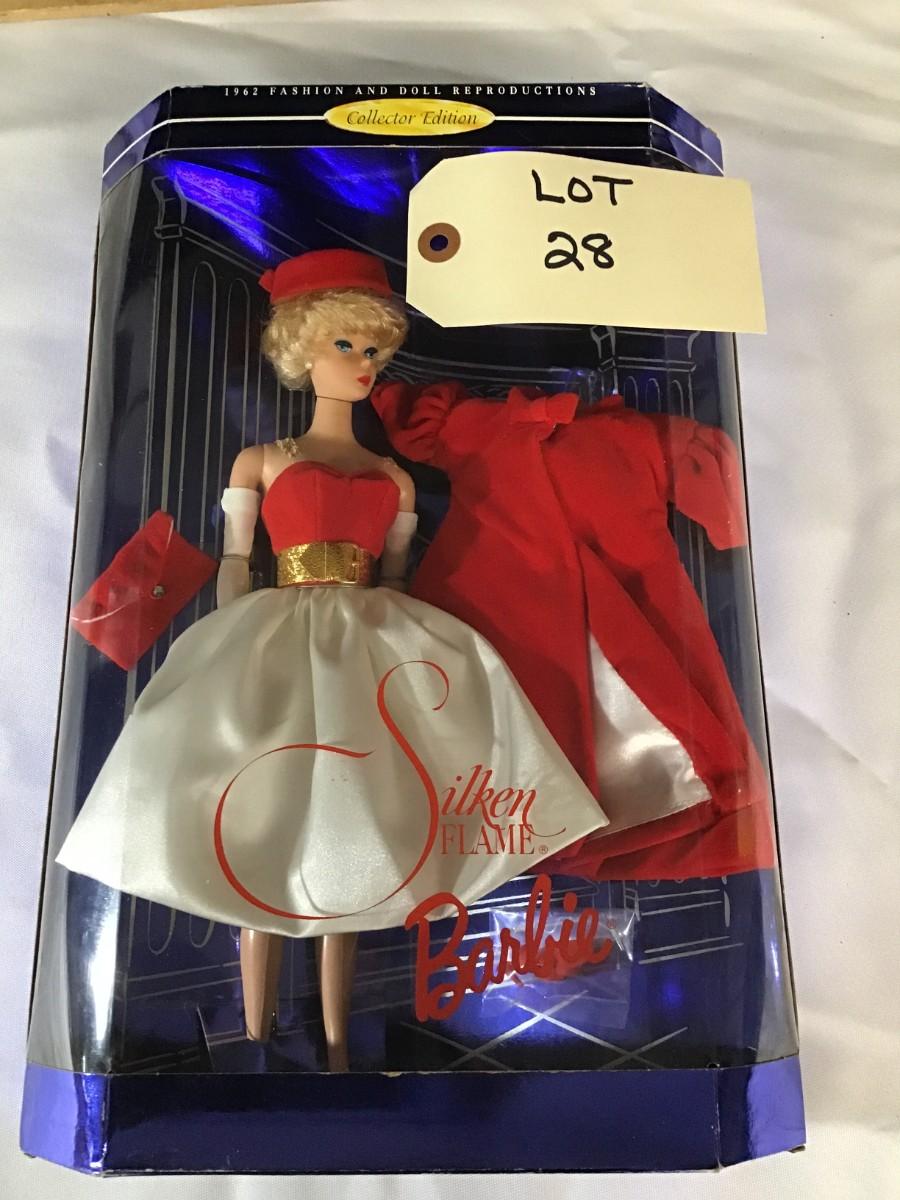 1962 FASHION AND DOLL REPRODUCTIONS
Collector Edition
LOT
28
Silken
FLAME®
Barbie